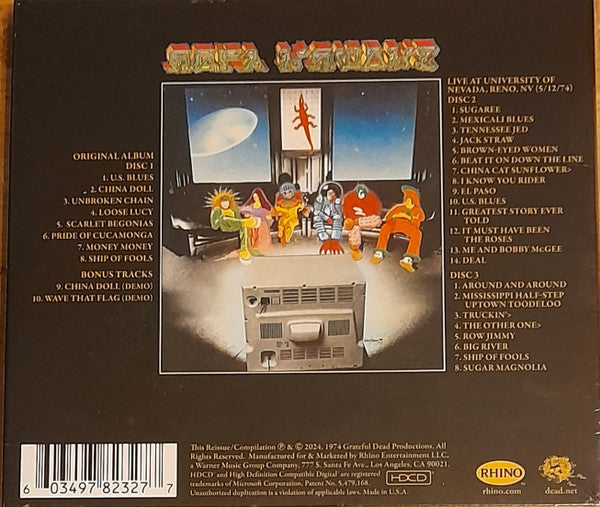 ORIGINAL ALBUM
DISC 1
1. U.S. BLUES
2. CHINA DOLL
3. UNBROKEN CHAIN
4. LOOSE LUCY
5. SCARLET BEGONIAS
6. PRIDE OF CUCAMONGA
7. MONEY MONEY
8. SHIP OF FOOLS
BONUS TRACKS
9. CHINA DOLL (DEMO)
10. WAVE THAT FLAG (DEMO)
LIVE AT UNIVERSITY OF
NEVADA, RENO, NV (5/12/74)
DISC 2
1. SUGAREE
2. MEXICALI BLUES
3. TENNESSEE JED
4. JACK STRAW
5. BROWN-EYED WOMEN
6. BEAT IT ON DOWN THE LINE
7. CHINA CAT SUNFLOWER>
8. I KNOW YOU RIDER
9. EL PASO
10. U.S. BLUES
11. GREATEST STORY EVER
TOLD
12. IT MUST HAVE BEEN
THE ROSES
13. ME AND BOBBY McGEE
14. DEAL
DISC 3
1. AROUND AND AROUND
2. MISSISSIPPI HALF-STEP
UPTOWN TOODELOO
3. TRUCKIN'>
4. THE OTHER ONE>
5. ROW JIMMY
6. BIG RIVER
7. SHIP OF FOOLS
8. SUGAR MAGNOLIA
6 03497 82327 7
This Reissue/Compilation ℗ & © 2024, 1974 Grateful Dead Productions. All
Rights Reserved. Manufactured for & Marketed by Rhino Entertainment LLC,
a Warner Music Group Company, 777 S. Santa Fe Ave., Los Angeles, CA 90021.
HDCD and High Definition Compatible Digital are registered
trademarks of Microsoft Corporation. Patent No. 5,479,168.
Unauthorized duplication is a violation of applicable laws. Made in U.S.A.
HDCD
RHINO
rhino.com
dead.net